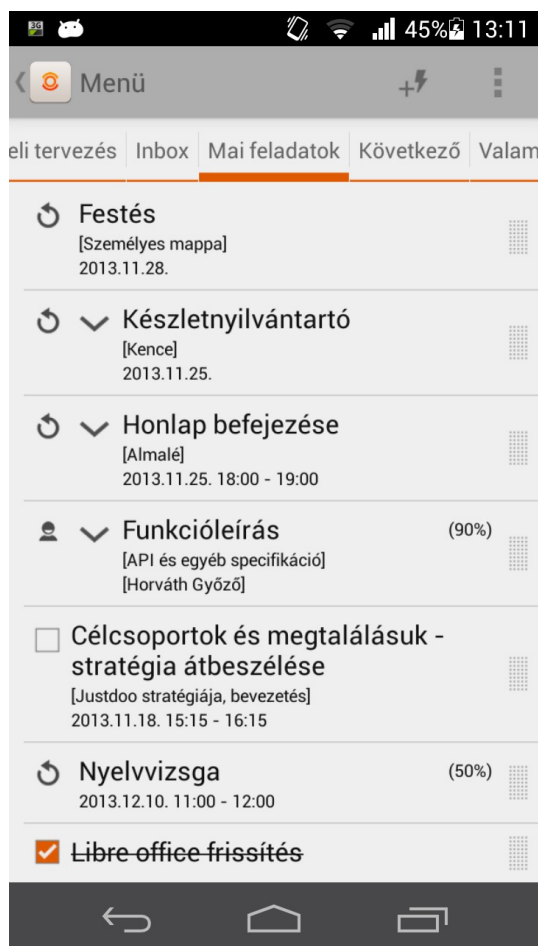 3G
45% 13:11
Menü
eli tervezés Inbox Mai feladatok Következő Valam
Festés
[Személyes mappa]
2013.11.28.
Készletnyilvántartó
[Kence]
2013.11.25.
Honlap befejezése
[Almalé]
2013.11.25. 18:00 - 19:00
Funkcióleírás (90%)
[API és egyéb specifikáció]
[Horváth Győző]
Célcsoportok és megtalálásuk -
stratégia átbeszélése
[Justdoo stratégiája, bevezetés]
2013.11.18. 15:15 - 16:15
Nyelvvizsga (50%)
2013.12.10. 11:00 - 12:00
Libre office frissítés